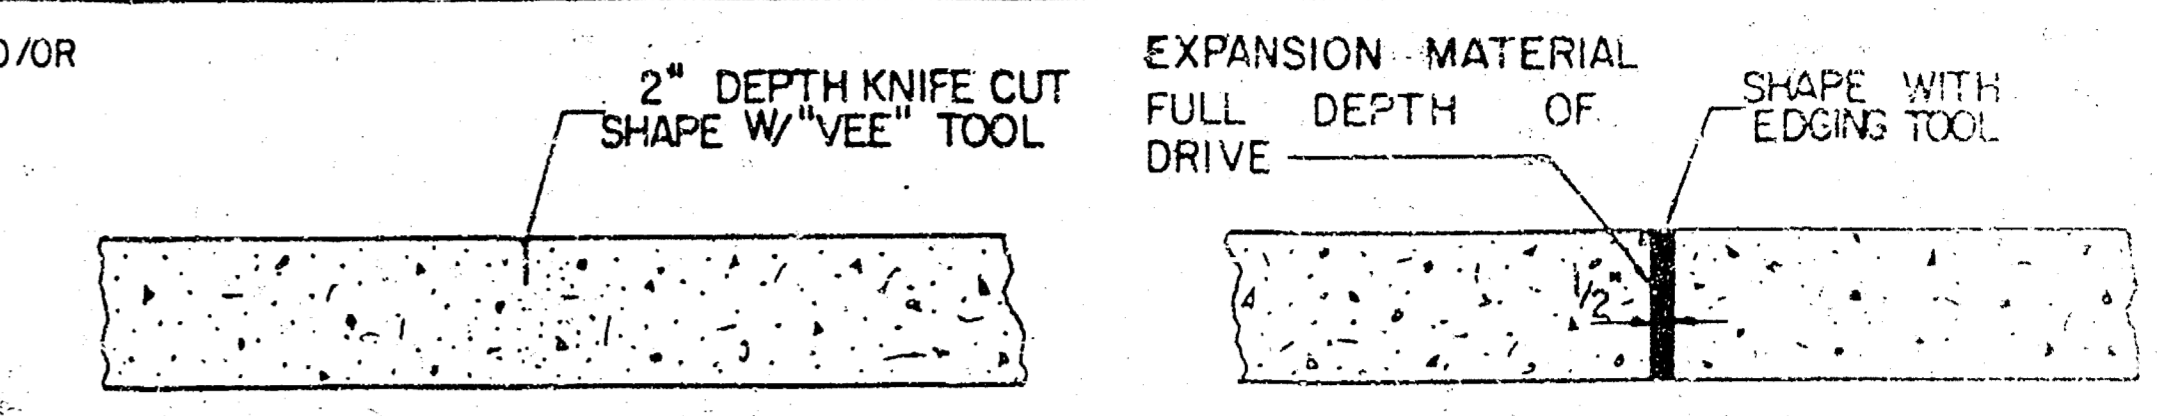 /OR
2" DEPTH KNIFE CUT
SHAPE W/"VEE" TOOL
EXPANSION MATERIAL
FULL DEPTH OF
DRIVE
SHAPE WITH
EDGING TOOL
1/2"